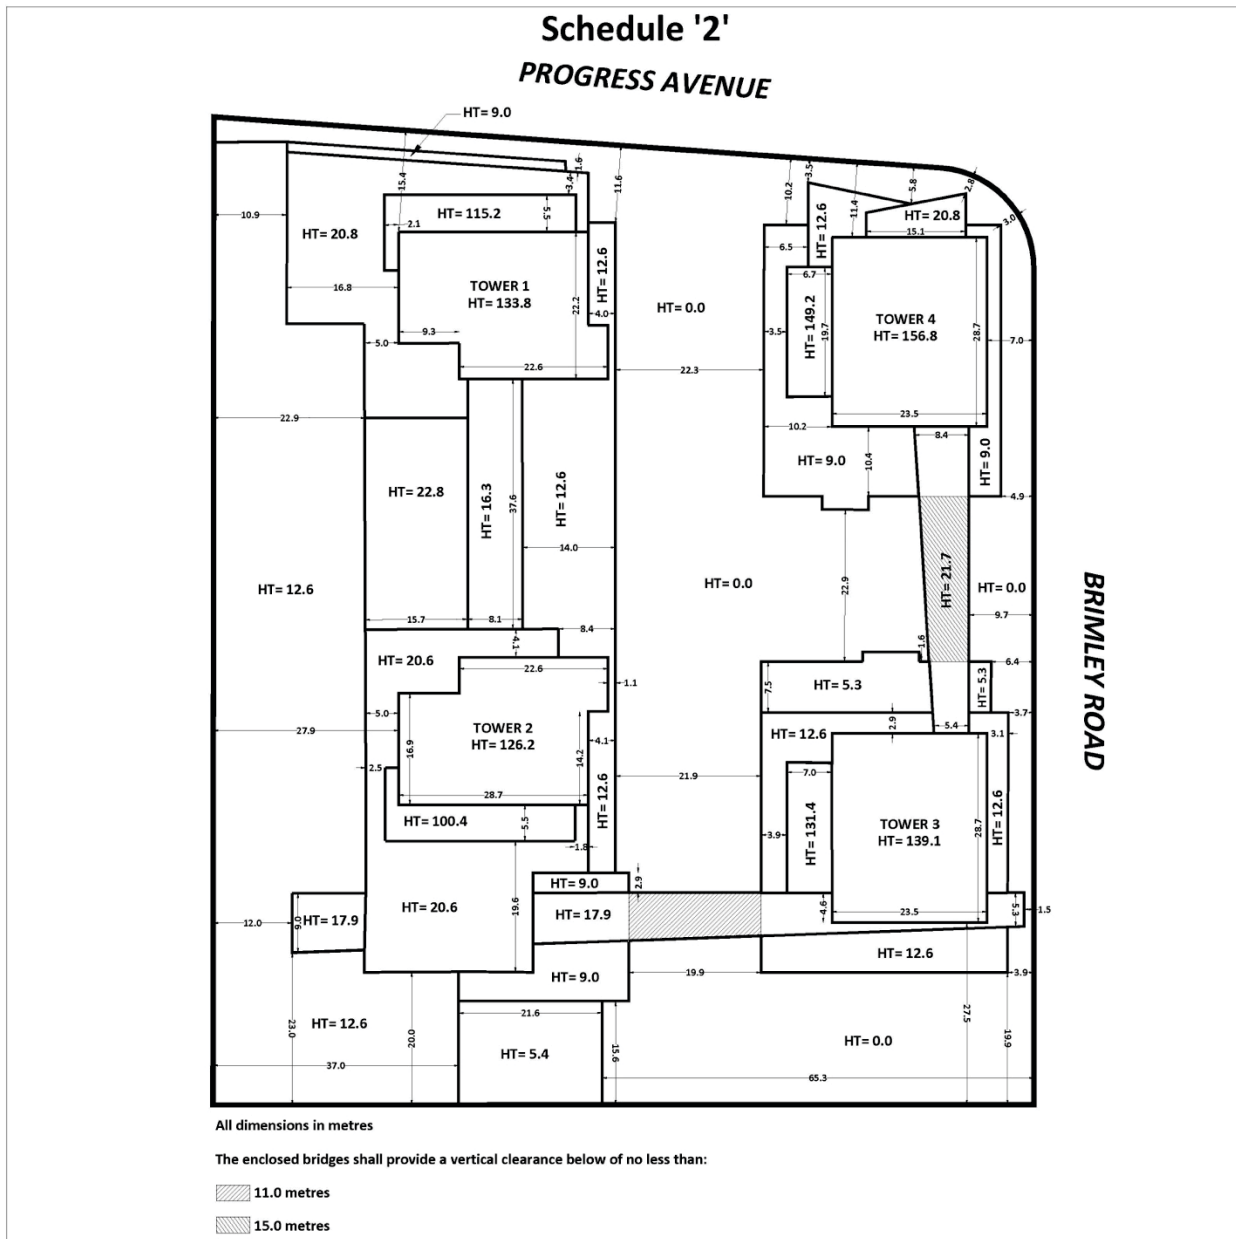 Schedule '2'
PROGRESS AVENUE
HT= 9.0
15.4
3.4
1.6
11.6
10.2
3.5
11.4
5.8
2.8
3.0
10.9
HT= 20.8
HT= 115.2
2.1
5.5
HT= 12.6
HT= 20.8
15.1
6.5
HT= 12.6
16.8
TOWER 1
HT= 133.8
22.2
4.0
HT= 0.0
6.7
HT= 149.2
19.7
3.5
TOWER 4
HT= 156.8
28.7
7.0
9.3
5.0
22.6
22.3
22.9
23.5
10.2
8.4
HT= 9.0
10.4
HT= 9.0
HT= 22.8
HT= 16.3
37.6
HT= 12.6
4.9
14.0
HT= 12.6
HT= 0.0
22.9
HT= 21.7
HT= 0.0
9.7
BRIMLEY ROAD
15.7
8.1
8.4
4.1
1.6
HT= 20.6
22.6
6.4
1.1
7.5
HT= 5.3
HT= 5.3
5.0
27.9
2.9
5.4
3.7
3.1
16.9
TOWER 2
HT= 126.2
14.2
4.1
HT= 12.6
2.5
7.0
21.9
28.7
HT= 12.6
HT= 100.4
5.5
1.8
3.9
HT= 131.4
TOWER 3
HT= 139.1
28.7
HT= 12.6
HT= 9.0
2.9
12.0
9.0
HT= 17.9
HT= 20.6
19.6
HT= 17.9
4.6
23.5
5.3
1.5
HT= 12.6
HT= 9.0
19.9
3.9
21.6
HT= 12.6
23.0
20.0
37.0
HT= 5.4
15.6
HT= 0.0
27.5
19.9
65.3
All dimensions in metres
The enclosed bridges shall provide a vertical clearance below of no less than:
11.0 metres
15.0 metres